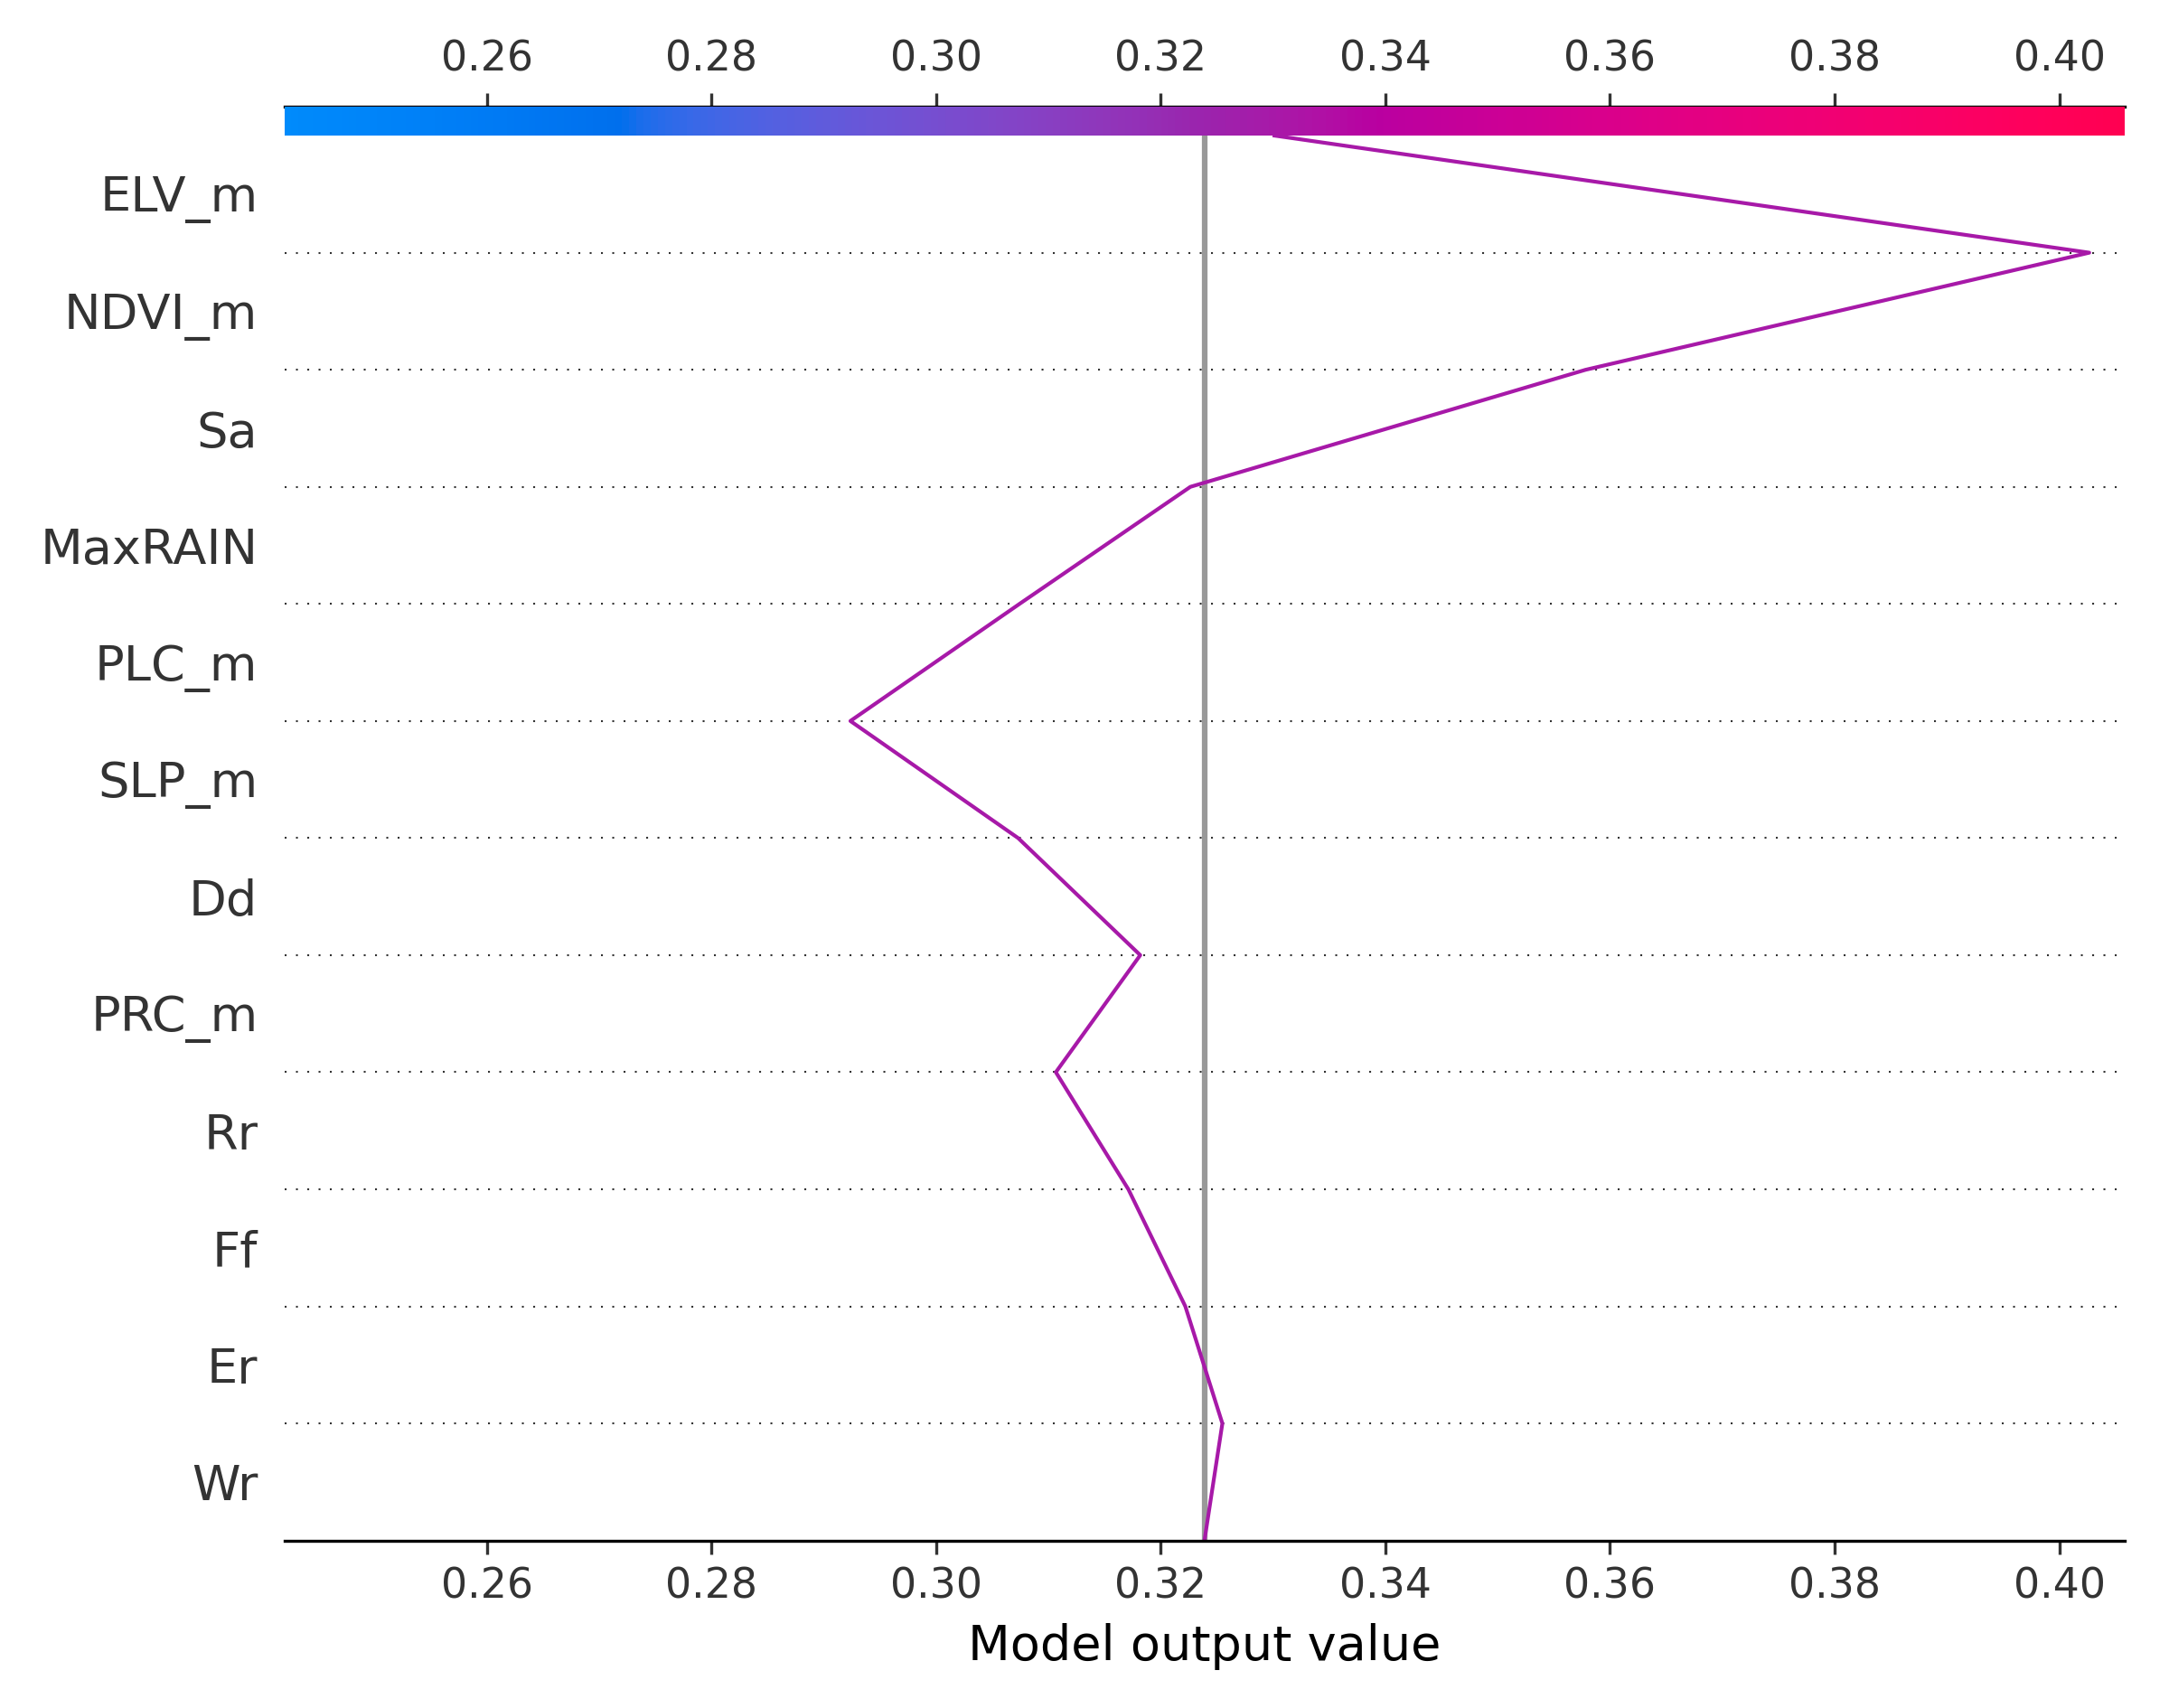 0.26 0.28 0.30 0.32 0.34 0.36 0.38 0.40
ELV_m
NDVI_m
Sa
MaxRAIN
PLC_m
SLP_m
Dd
PRC_m
Rr
Ff
Er
Wr
0.26 0.28 0.30 0.32 0.34 0.36 0.38 0.40
Model output value